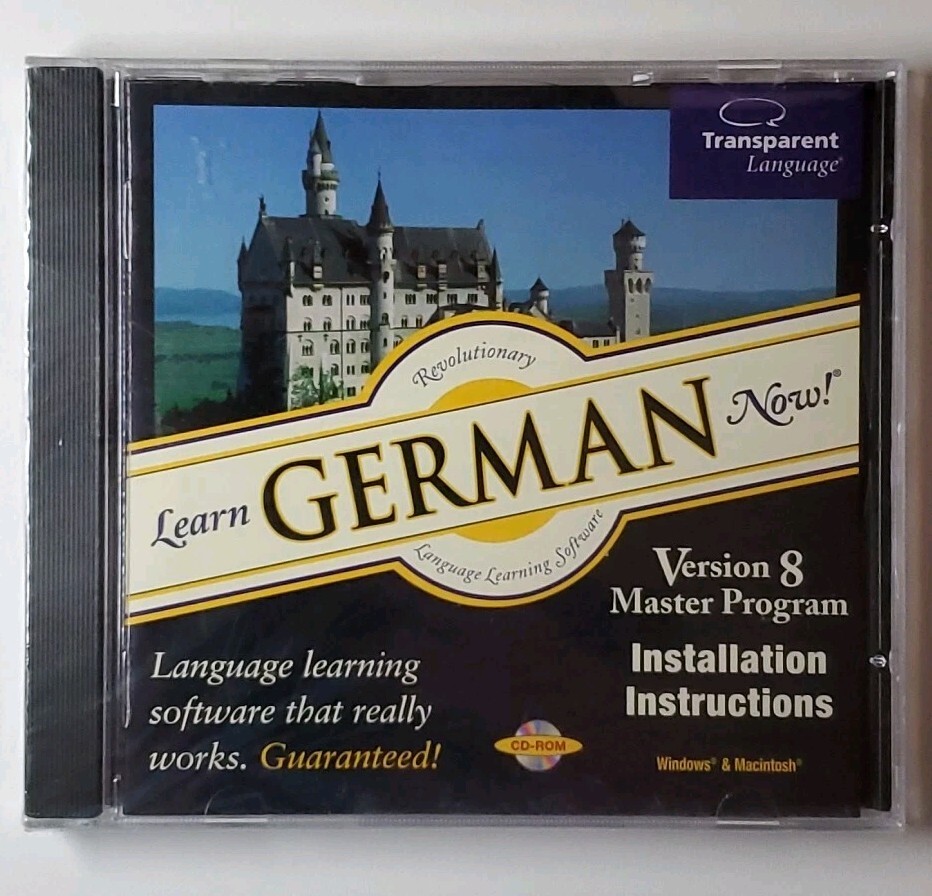 Transparent
Language®
Revolutionary
Learn GERMAN Now!®
Language Learning Software
Version 8
Master Program
Installation
Instructions
Language learning
software that really
works. Guaranteed!
CD-ROM
Windows® & Macintosh®